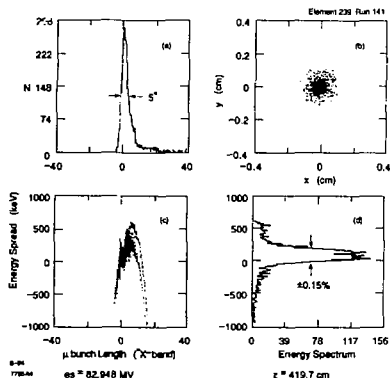 Element 239 Run 141
(a)
N
222
148
74
0
5°
-40
0
40
(b)
y (cm)
0.4
0.2
0
-0.2
-0.4
-0.4
0
0.4
x (cm)
(c)
Energy Spread (keV)
1000
500
0
-500
-1000
-40
0
40
μ bunch Length (°X-band)
(d)
1000
500
0
-500
-1000
±0.15%
0
39
78
117
156
Energy Spectrum
es = 82.948 MV
z = 419.7 cm